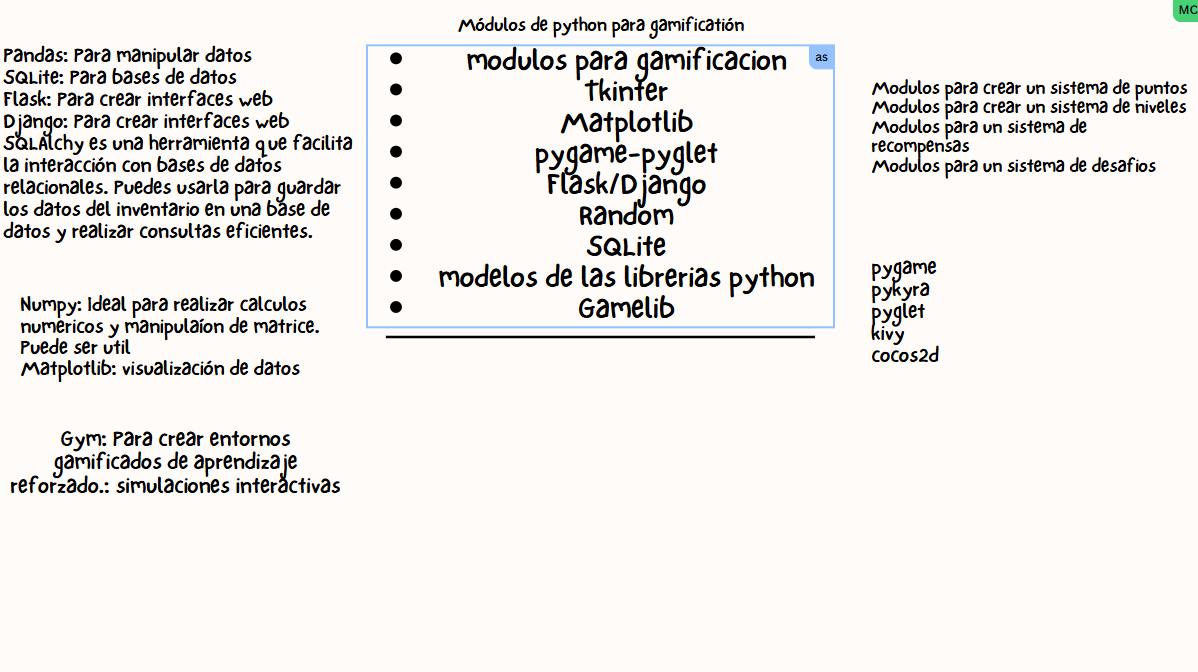 MC
Módulos de python para gamificatión
Pandas: Para manipular datos
SQLite: Para bases de datos
Flask: Para crear interfaces web
Django: Para crear interfaces web
SQLAlchy es una herramienta que facilita
la interacción con bases de datos
relacionales. Puedes usarla para guardar
los datos del inventario en una base de
datos y realizar consultas eficientes.
Numpy: Ideal para realizar calculos
numericos y manipulaíon de matrice.
Puede ser util
Matplotlib: visualización de datos
Gym: Para crear entornos
gamificados de aprendizaje
reforzado.: simulaciones interactivas
as
• modulos para gamificacion
• Tkinter
• Matplotlib
• pygame-pyglet
• Flask/Django
• Random
• SQLite
• modelos de las librerias python
• Gamelib
Modulos para crear un sistema de puntos
Modulos para crear un sistema de niveles
Modulos para un sistema de
recompensas
Modulos para un sistema de desafios
pygame
pykyra
pyglet
kivy
cocos2d